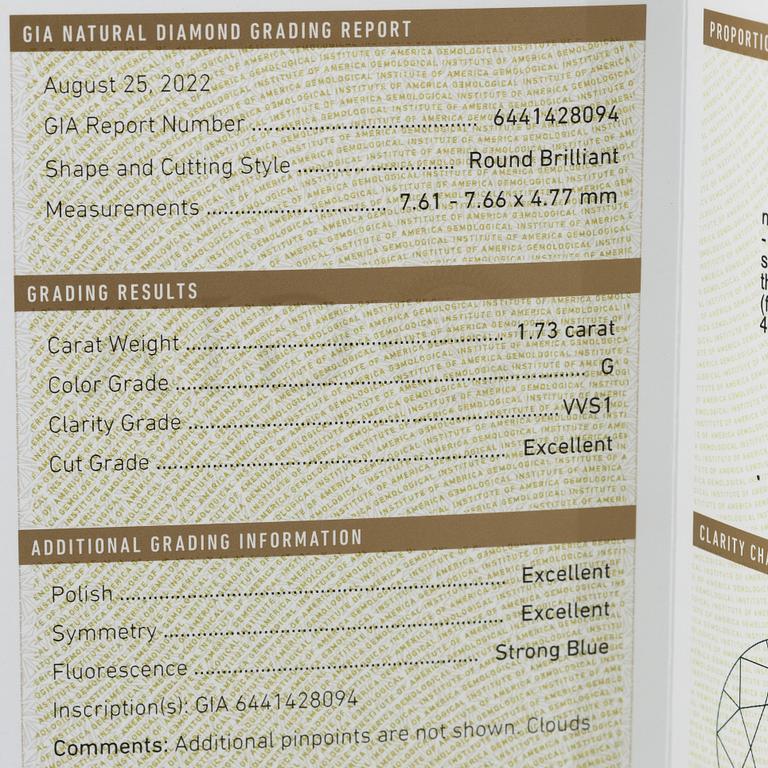 GIA NATURAL DIAMOND GRADING REPORT
August 25, 2022
GIA Report Number ........................................ 6441428094
Shape and Cutting Style ............................ Round Brilliant
Measurements ................................ 7.61 - 7.66 x 4.77 mm
GRADING RESULTS
Carat Weight ........................................................ 1.73 carat
Color Grade ........................................................................ G
Clarity Grade ............................................................... VVS1
Cut Grade ............................................................ Excellent
ADDITIONAL GRADING INFORMATION
Polish .................................................................. Excellent
Symmetry ............................................................ Excellent
Fluorescence .................................................. Strong Blue
Inscription(s): GIA 6441428094
Comments: Additional pinpoints are not shown. Clouds
CLARITY